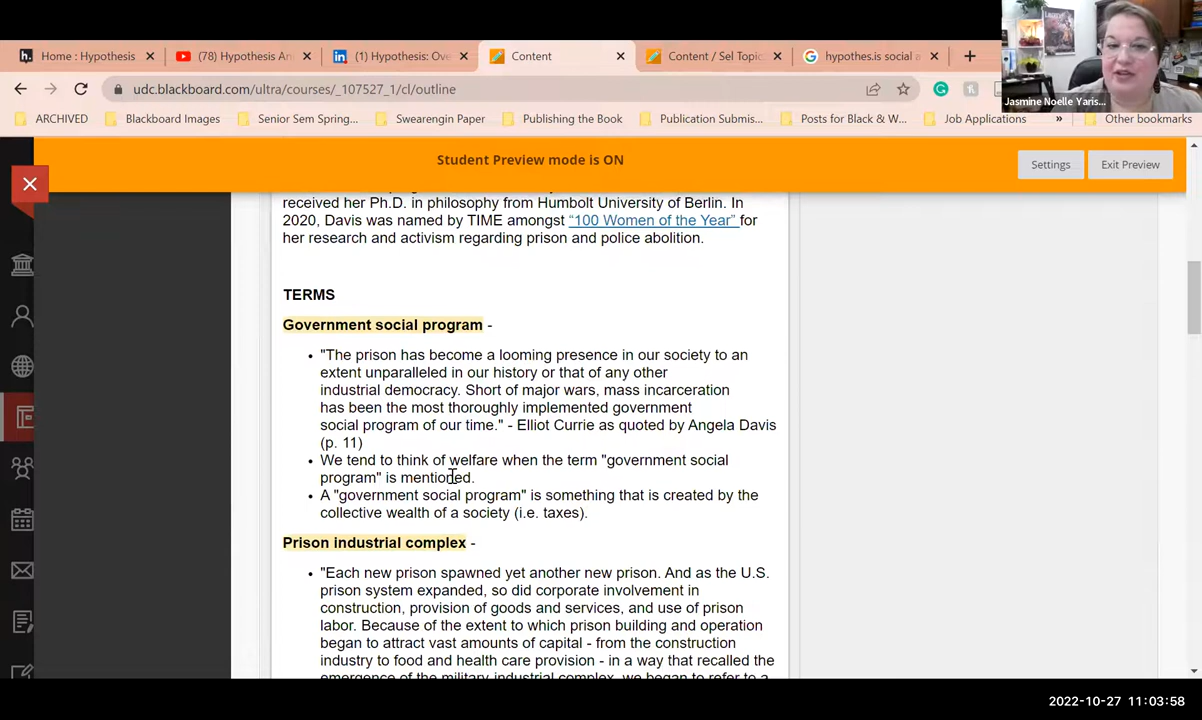 Home : Hypothesis
(78) Hypothesis An
(1) Hypothesis: Ove
Content
Content / Sel Topic
hypothes.is social a
udc.blackboard.com/ultra/courses/_107527_1/cl/outline
Jasmine Noelle Yaris...
ARCHIVED
Blackboard Images
Senior Sem Spring...
Swearengin Paper
Publishing the Book
Publication Submis...
Posts for Black & W...
Job Applications
»
Other bookmarks
Student Preview mode is ON
Settings
Exit Preview
received her Ph.D. in philosophy from Humbolt University of Berlin. In
2020, Davis was named by TIME amongst “100 Women of the Year” for
her research and activism regarding prison and police abolition.
TERMS
Government social program -
• "The prison has become a looming presence in our society to an
extent unparalleled in our history or that of any other
industrial democracy. Short of major wars, mass incarceration
has been the most thoroughly implemented government
social program of our time." - Elliot Currie as quoted by Angela Davis
(p. 11)
• We tend to think of welfare when the term "government social
program" is mentioned.
• A "government social program" is something that is created by the
collective wealth of a society (i.e. taxes).
Prison industrial complex -
• "Each new prison spawned yet another new prison. And as the U.S.
prison system expanded, so did corporate involvement in
construction, provision of goods and services, and use of prison
labor. Because of the extent to which prison building and operation
began to attract vast amounts of capital - from the construction
industry to food and health care provision - in a way that recalled the
emergence of the military industrial complex, we began to refer to a
2022-10-27 11:03:58